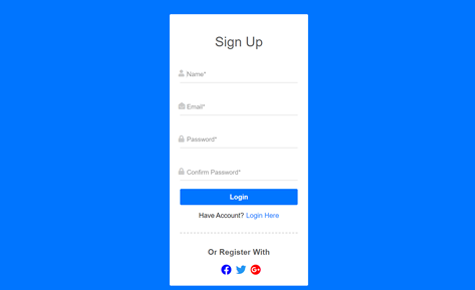 Sign Up
Name*
Email*
Password*
Confirm Password*
Login
Have Account? Login Here
Or Register With